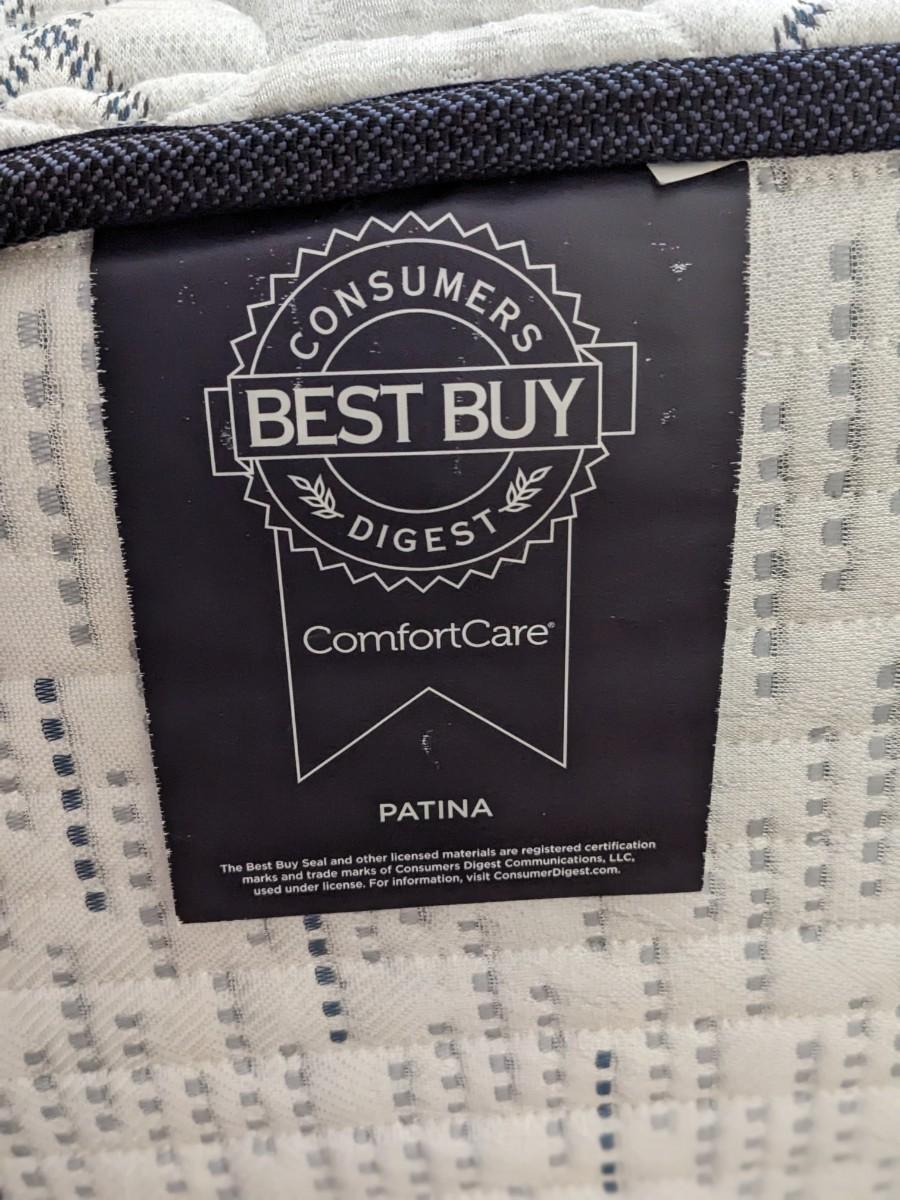 CONSUMERS
BEST BUY
DIGEST
ComfortCare®
PATINA
The Best Buy Seal and other licensed materials are registered certification
marks and trade marks of Consumers Digest Communications, LLC,
used under license. For information, visit ConsumerDigest.com.